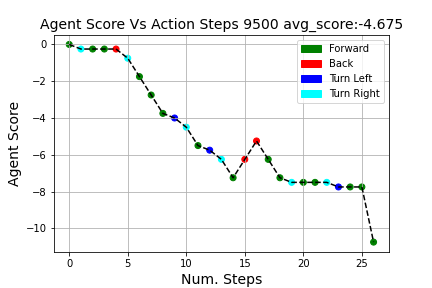 Agent Score Vs Action Steps 9500 avg_score:-4.675
Forward
Back
Turn Left
Turn Right
Agent Score
0
−2
−4
−6
−8
−10
0 5 10 15 20 25
Num. Steps